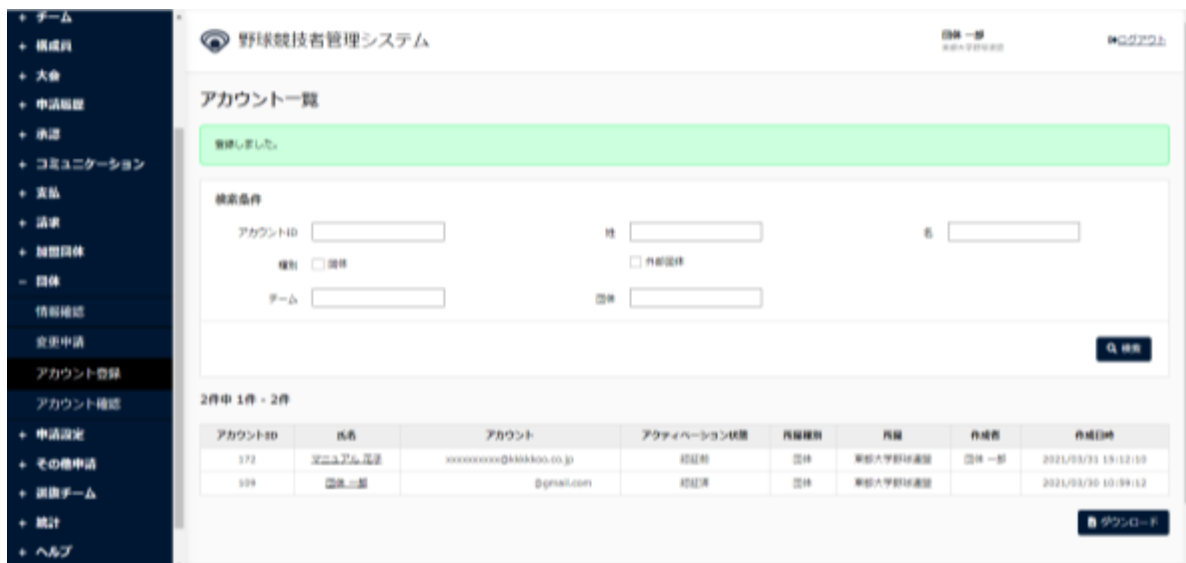 + チーム
+ 構成員
+ 大会
+ 申請履歴
+ 承認
+ コミュニケーション
+ 支払
+ 請求
+ 加盟団体
− 団体
情報確認
変更申請
アカウント登録
アカウント確認
+ 申請設定
+ その他申請
+ 選抜チーム
+ 統計
+ ヘルプ
野球競技者管理システム
団体 一郎
東都大学野球連盟
ログアウト
アカウント一覧
登録しました。
検索条件
アカウントID
姓
名
種別 団体 外部団体
チーム
団体
検索
2件中 1件 - 2件
アカウントID 氏名 アカウント アクティベーション状態 所属種別 所属 作成者 作成日時
172 マニュアル 花子 認証前 団体 東都大学野球連盟 団体 一郎 2021/03/31 15:12:10
109 団体 一郎 @gmail.com 認証済 団体 東都大学野球連盟 2021/03/30 10:59:12
ダウンロード